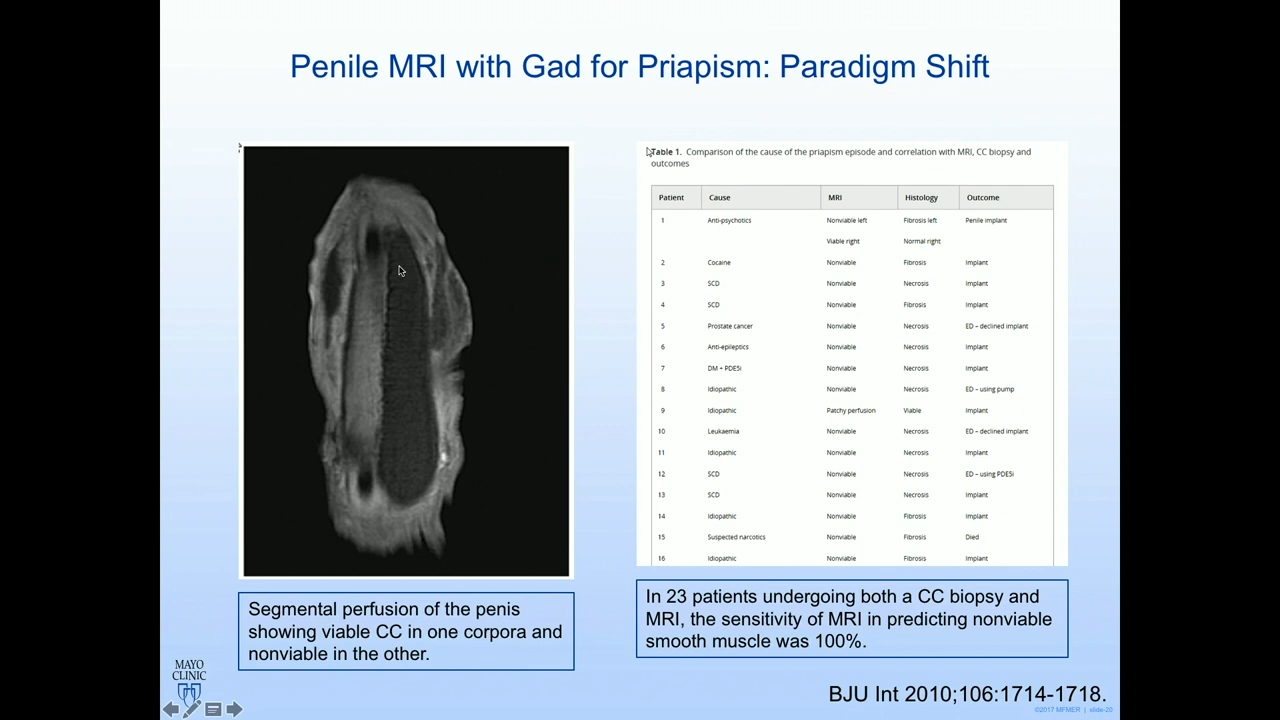 Penile MRI with Gad for Priapism: Paradigm Shift
Table 1. Comparison of the cause of the priapism episode and correlation with MRI, CC biopsy and
outcomes
Patient Cause MRI Histology Outcome
1 Anti-psychotics Nonviable left Fibrosis left Penile implant
Viable right Normal right
2 Cocaine Nonviable Fibrosis Implant
3 SCD Nonviable Necrosis Implant
4 SCD Nonviable Fibrosis Implant
5 Prostate cancer Nonviable Necrosis ED – declined implant
6 Anti-epileptics Nonviable Necrosis Implant
7 DM + PDE5i Nonviable Necrosis Implant
8 Idiopathic Nonviable Necrosis ED – using pump
9 Idiopathic Patchy perfusion Viable Implant
10 Leukaemia Nonviable Necrosis ED – declined implant
11 Idiopathic Nonviable Necrosis Implant
12 SCD Nonviable Necrosis ED – using PDE5i
13 SCD Nonviable Necrosis Implant
14 Idiopathic Nonviable Fibrosis Implant
15 Suspected narcotics Nonviable Fibrosis Died
16 Idiopathic Nonviable Fibrosis Implant
Segmental perfusion of the penis
showing viable CC in one corpora and
nonviable in the other.
In 23 patients undergoing both a CC biopsy and
MRI, the sensitivity of MRI in predicting nonviable
smooth muscle was 100%.
MAYO
CLINIC
BJU Int 2010;106:1714-1718.
©2017 MFMER | slide-20